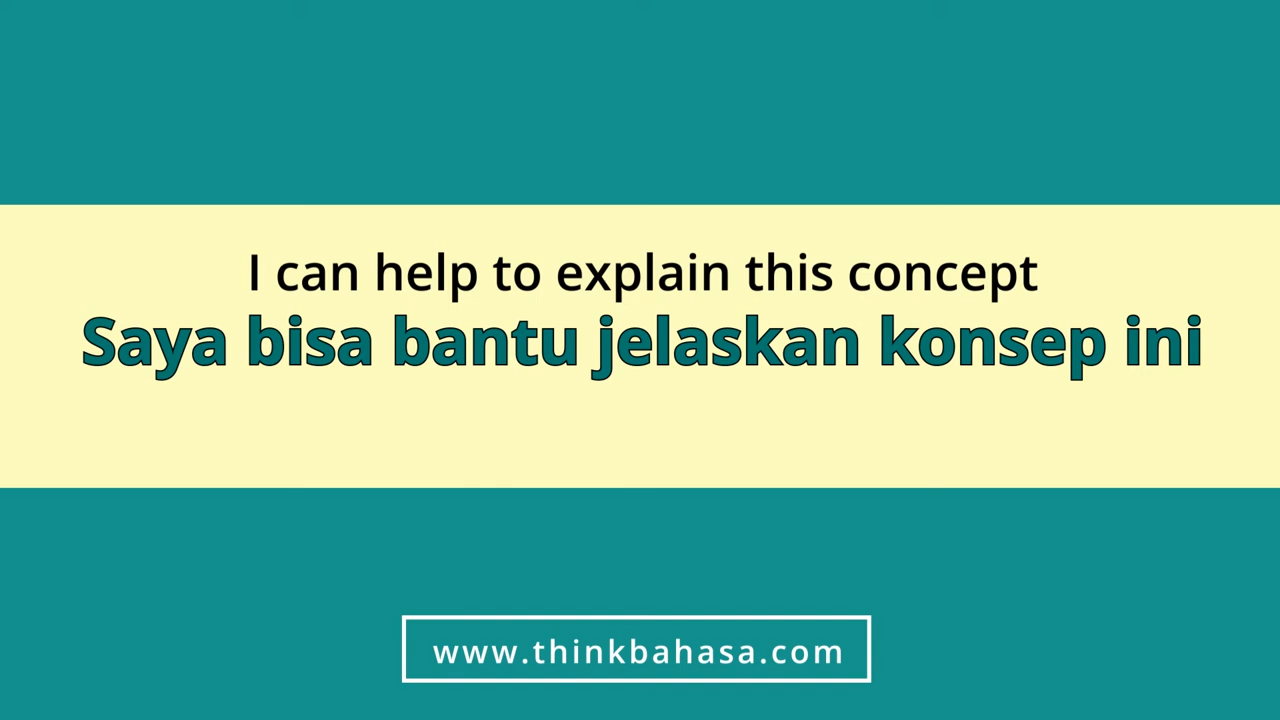 I can help to explain this concept
Saya bisa bantu jelaskan konsep ini
www.thinkbahasa.com